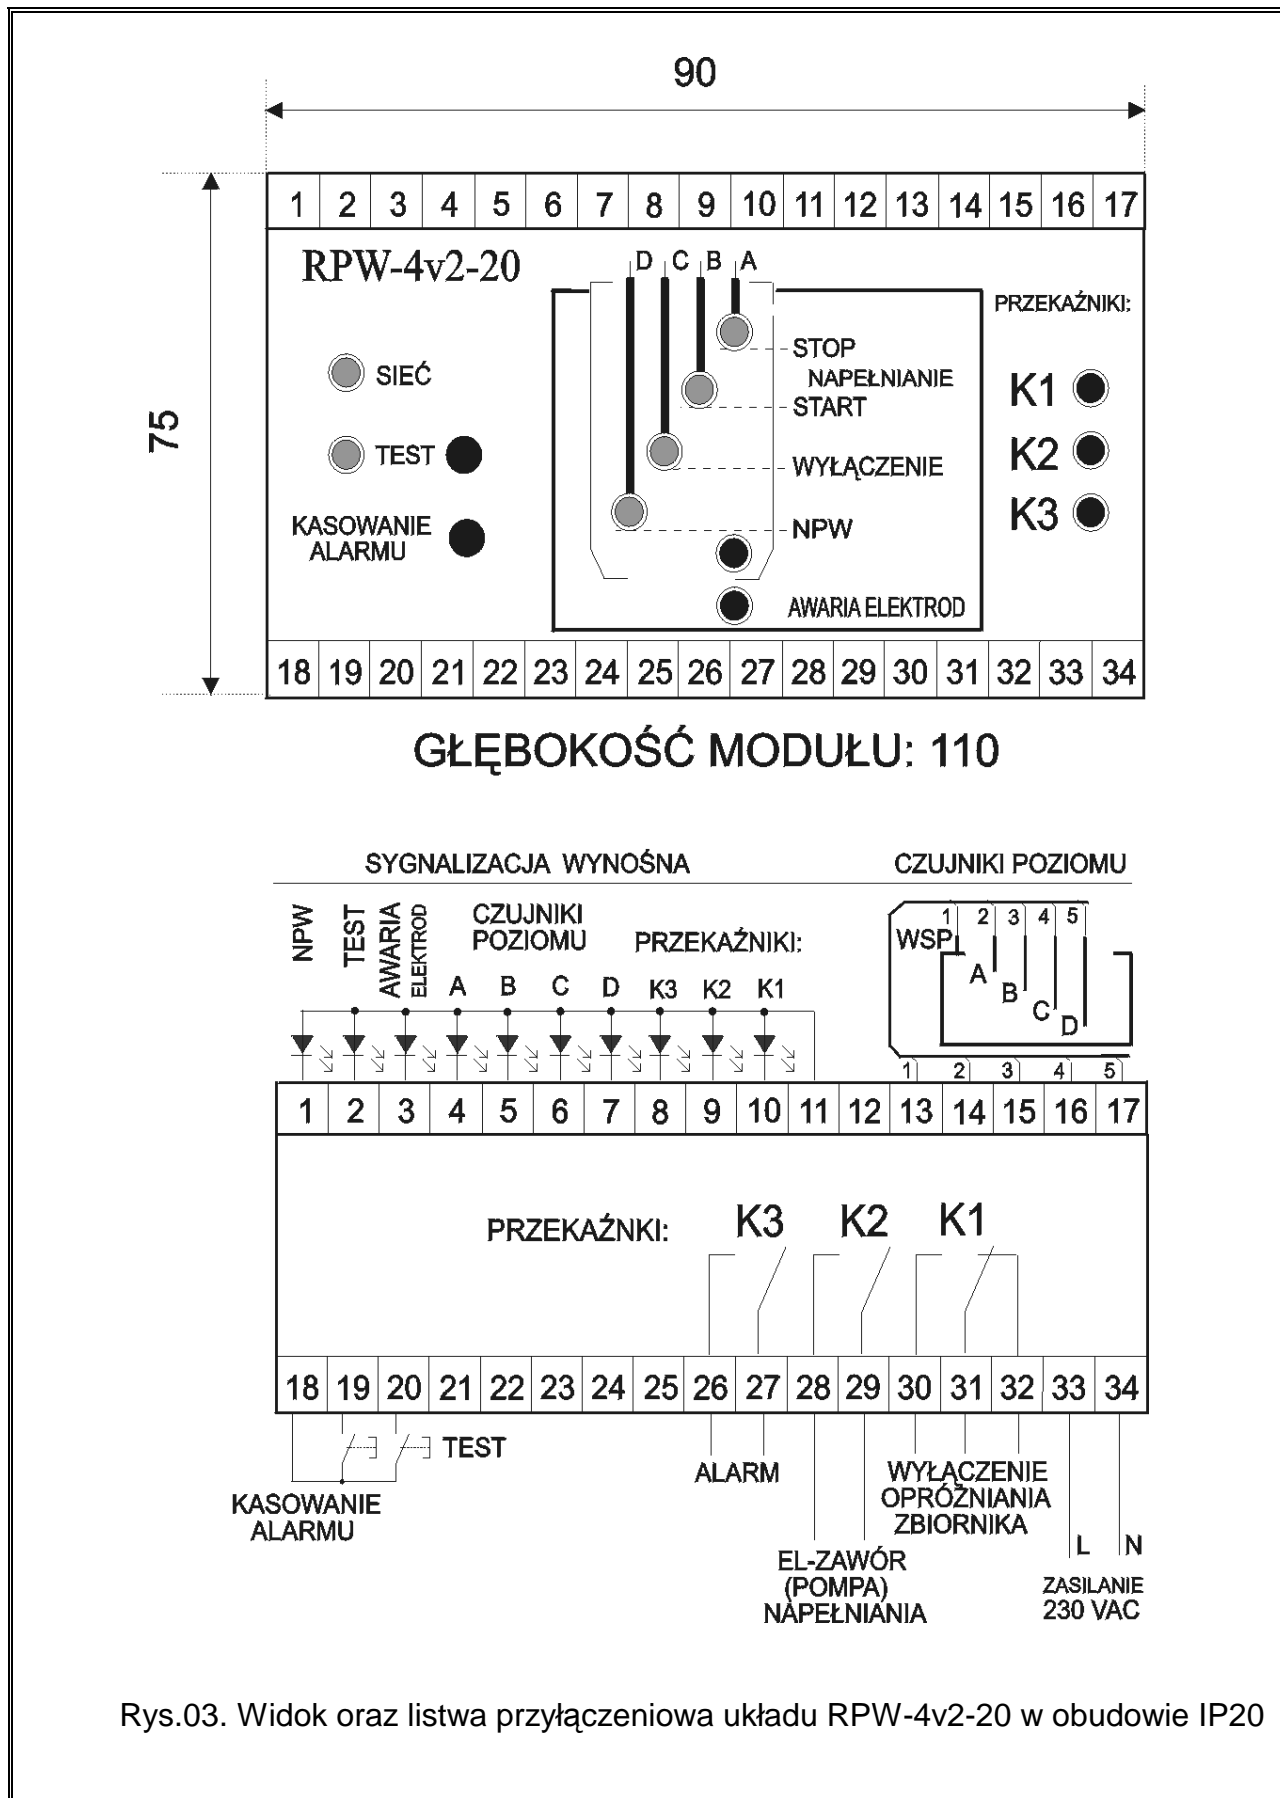 90
75
1 2 3 4 5 6 7 8 9 10 11 12 13 14 15 16 17
RPW-4v2-20
D C B A
PRZEKAŹNIKI:
STOP
SIEĆ
NAPEŁNIANIE
K1
START
TEST
K2
WYŁĄCZENIE
K3
KASOWANIE
ALARMU
NPW
AWARIA ELEKTROD
18 19 20 21 22 23 24 25 26 27 28 29 30 31 32 33 34
GŁĘBOKOŚĆ MODUŁU: 110
SYGNALIZACJA WYNOŚNA
CZUJNIKI POZIOMU
NPW
TEST
AWARIA
ELEKTROD
CZUJNIKI
POZIOMU
PRZEKAŹNIKI:
A B C D K3 K2 K1
1 2 3 4 5
WSP
A
B
C
D
1 2 3 4 5
1 2 3 4 5 6 7 8 9 10 11 12 13 14 15 16 17
PRZEKAŹNKI:
K3 K2 K1
18 19 20 21 22 23 24 25 26 27 28 29 30 31 32 33 34
TEST
KASOWANIE
ALARMU
ALARM
WYŁĄCZENIE
OPRÓŻNIANIA
ZBIORNIKA
EL-ZAWÓR
(POMPA)
NAPEŁNIANIA
L N
ZASILANIE
230 VAC
Rys.03. Widok oraz listwa przyłączeniowa układu RPW-4v2-20 w obudowie IP20